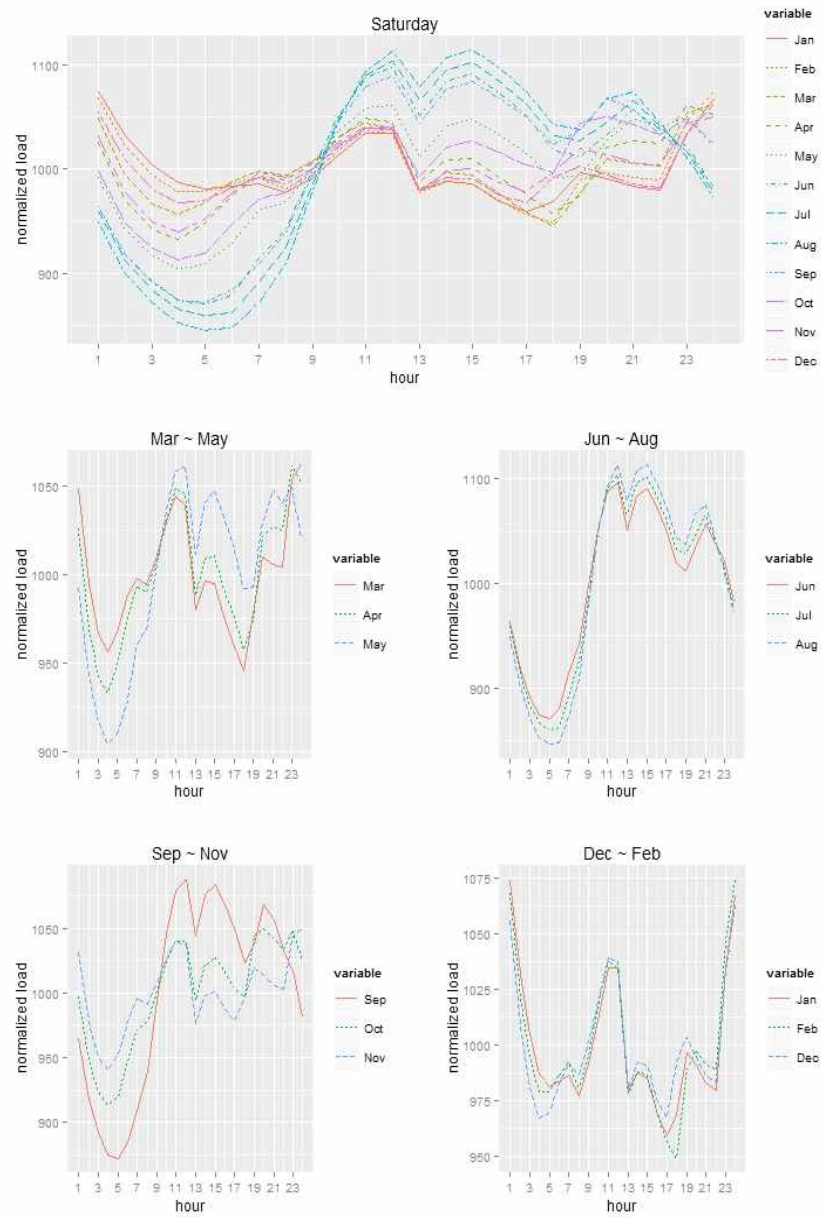 Saturday
normalized load
1100
1000
900
1 3 5 7 9 11 13 15 17 19 21 23
hour
variable
Jan
Feb
Mar
Apr
May
Jun
Jul
Aug
Sep
Oct
Nov
Dec
Mar ~ May
normalized load
1050
1000
950
900
1 3 5 7 9 11 13 15 17 19 21 23
hour
variable
Mar
Apr
May
Jun ~ Aug
normalized load
1100
1000
900
1 3 5 7 9 11 13 15 17 19 21 23
hour
variable
Jun
Jul
Aug
Sep ~ Nov
normalized load
1050
1000
950
900
1 3 5 7 9 11 13 15 17 19 21 23
hour
variable
Sep
Oct
Nov
Dec ~ Feb
normalized load
1075
1050
1025
1000
975
950
1 3 5 7 9 11 13 15 17 19 21 23
hour
variable
Jan
Feb
Dec